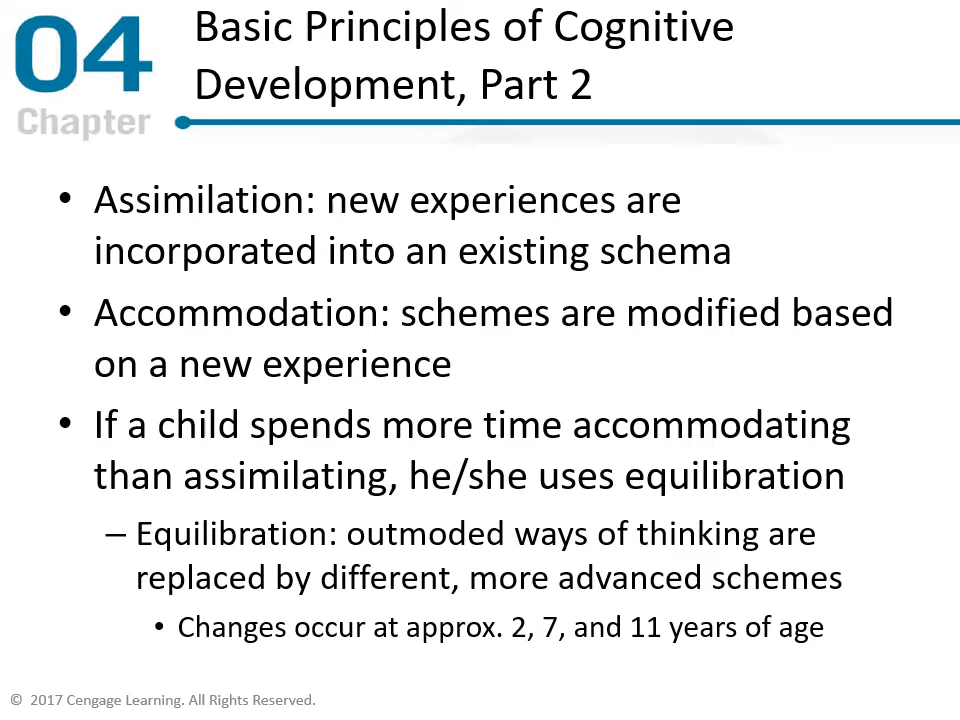 04
Chapter
Basic Principles of Cognitive
Development, Part 2
• Assimilation: new experiences are
incorporated into an existing schema
• Accommodation: schemes are modified based
on a new experience
• If a child spends more time accommodating
than assimilating, he/she uses equilibration
– Equilibration: outmoded ways of thinking are
replaced by different, more advanced schemes
• Changes occur at approx. 2, 7, and 11 years of age
© 2017 Cengage Learning. All Rights Reserved.